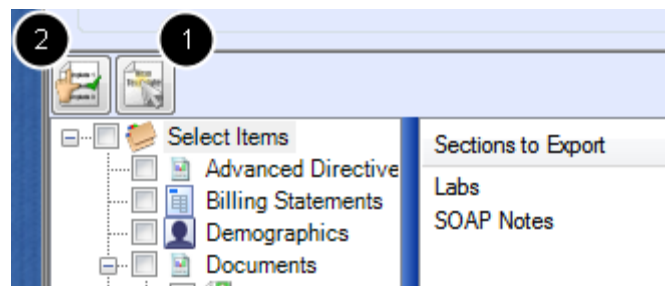 2
1
Select Items
Advanced Directive
Billing Statements
Demographics
Documents
Sections to Export
Labs
SOAP Notes